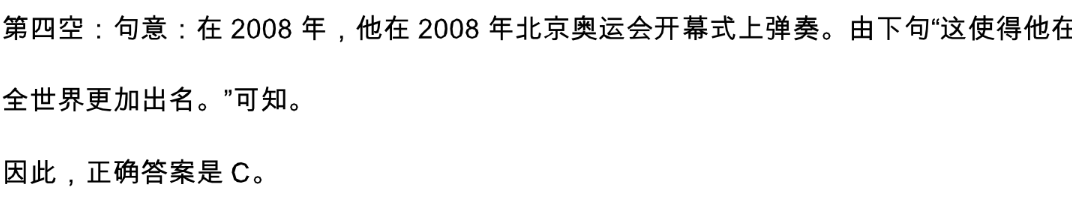 第四空：句意：在 2008 年，他在 2008 年北京奥运会开幕式上弹奏。由下句“这使得他在
全世界更加出名。”可知。
因此，正确答案是 C。